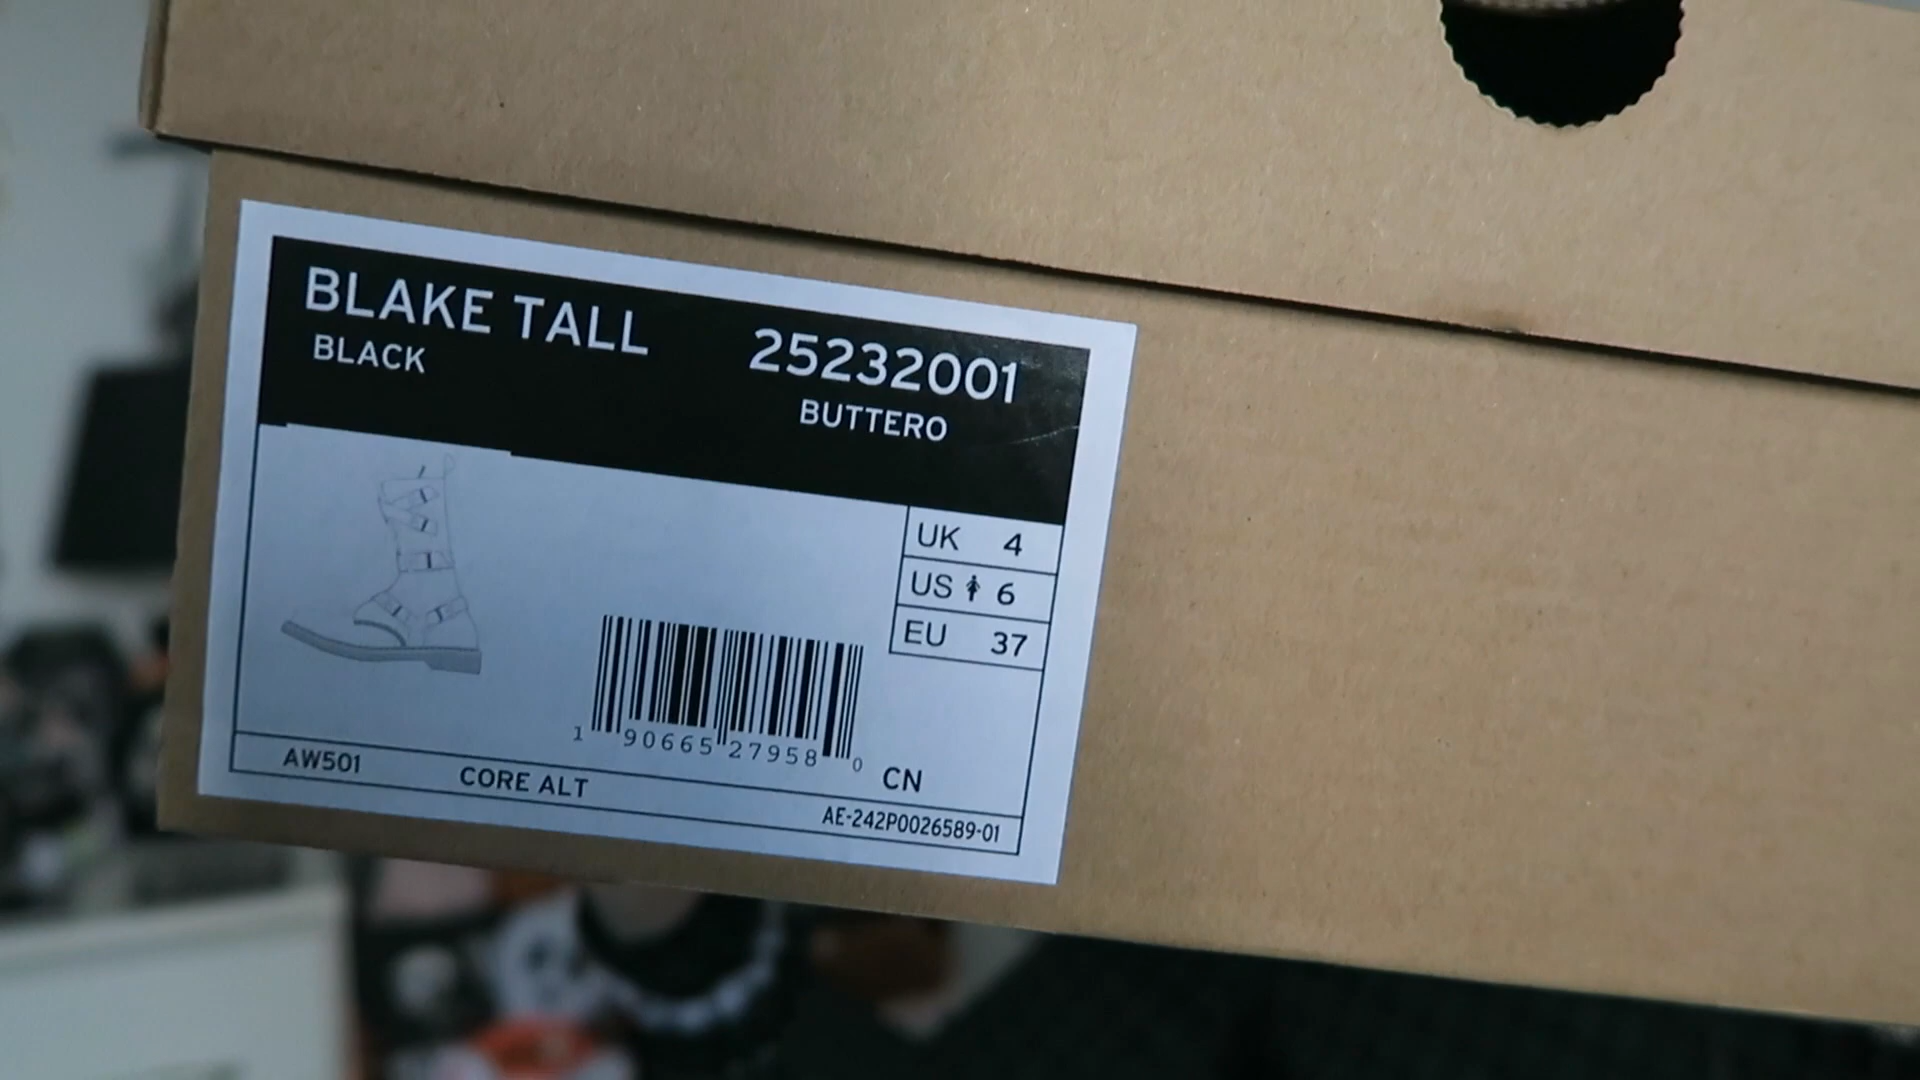 BLAKE TALL 25232001
BLACK BUTTERO
UK 4
US 6
EU 37
1 90665 27958 0
CN
AW501 CORE ALT
AE-242P0026589-01